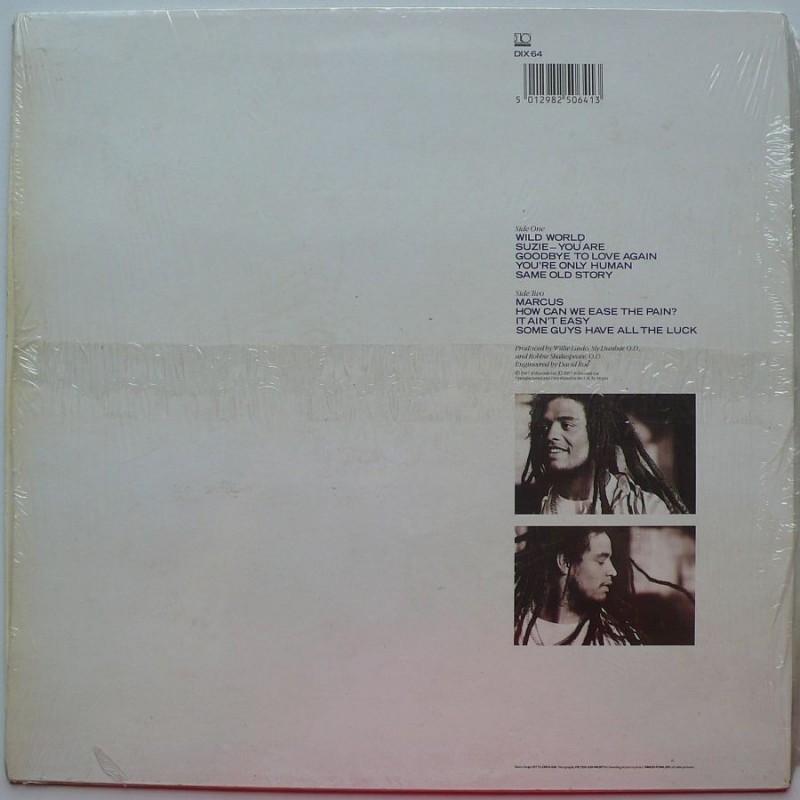 10
DIX 64
5 012982 506413
Side One
WILD WORLD
SUZIE – YOU ARE
GOODBYE TO LOVE AGAIN
YOU'RE ONLY HUMAN
SAME OLD STORY
Side Two
MARCUS
HOW CAN WE EASE THE PAIN?
IT AIN'T EASY
SOME GUYS HAVE ALL THE LUCK
Produced by Willie Lindo, Sly Dunbar, O.D.,
and Robbie Shakespeare, O.D.
Engineered by David Roe